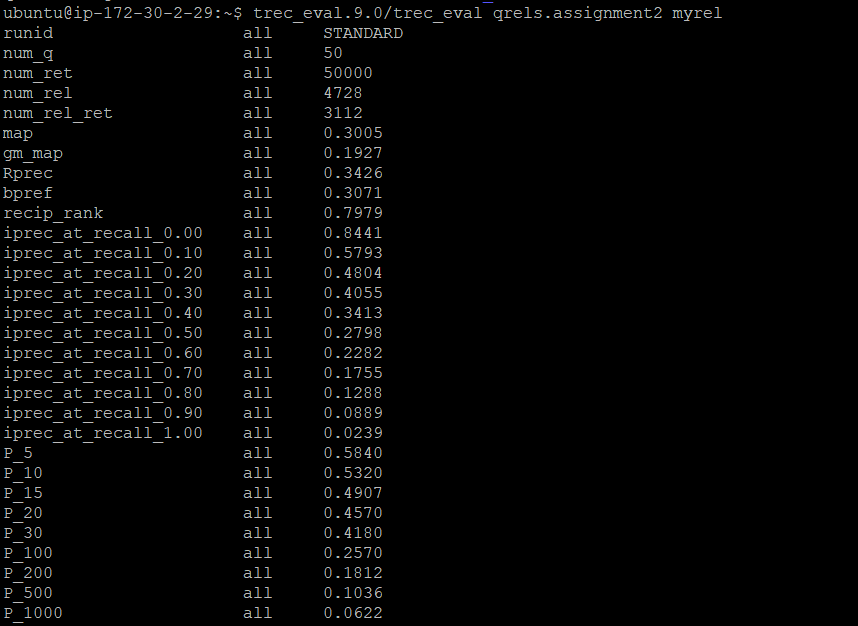 ubuntu@ip-172-30-2-29:~$ trec_eval.9.0/trec_eval qrels.assignment2 myrel
runid all STANDARD
num_q all 50
num_ret all 50000
num_rel all 4728
num_rel_ret all 3112
map all 0.3005
gm_map all 0.1927
Rprec all 0.3426
bpref all 0.3071
recip_rank all 0.7979
iprec_at_recall_0.00 all 0.8441
iprec_at_recall_0.10 all 0.5793
iprec_at_recall_0.20 all 0.4804
iprec_at_recall_0.30 all 0.4055
iprec_at_recall_0.40 all 0.3413
iprec_at_recall_0.50 all 0.2798
iprec_at_recall_0.60 all 0.2282
iprec_at_recall_0.70 all 0.1755
iprec_at_recall_0.80 all 0.1288
iprec_at_recall_0.90 all 0.0889
iprec_at_recall_1.00 all 0.0239
P_5 all 0.5840
P_10 all 0.5320
P_15 all 0.4907
P_20 all 0.4570
P_30 all 0.4180
P_100 all 0.2570
P_200 all 0.1812
P_500 all 0.1036
P_1000 all 0.0622